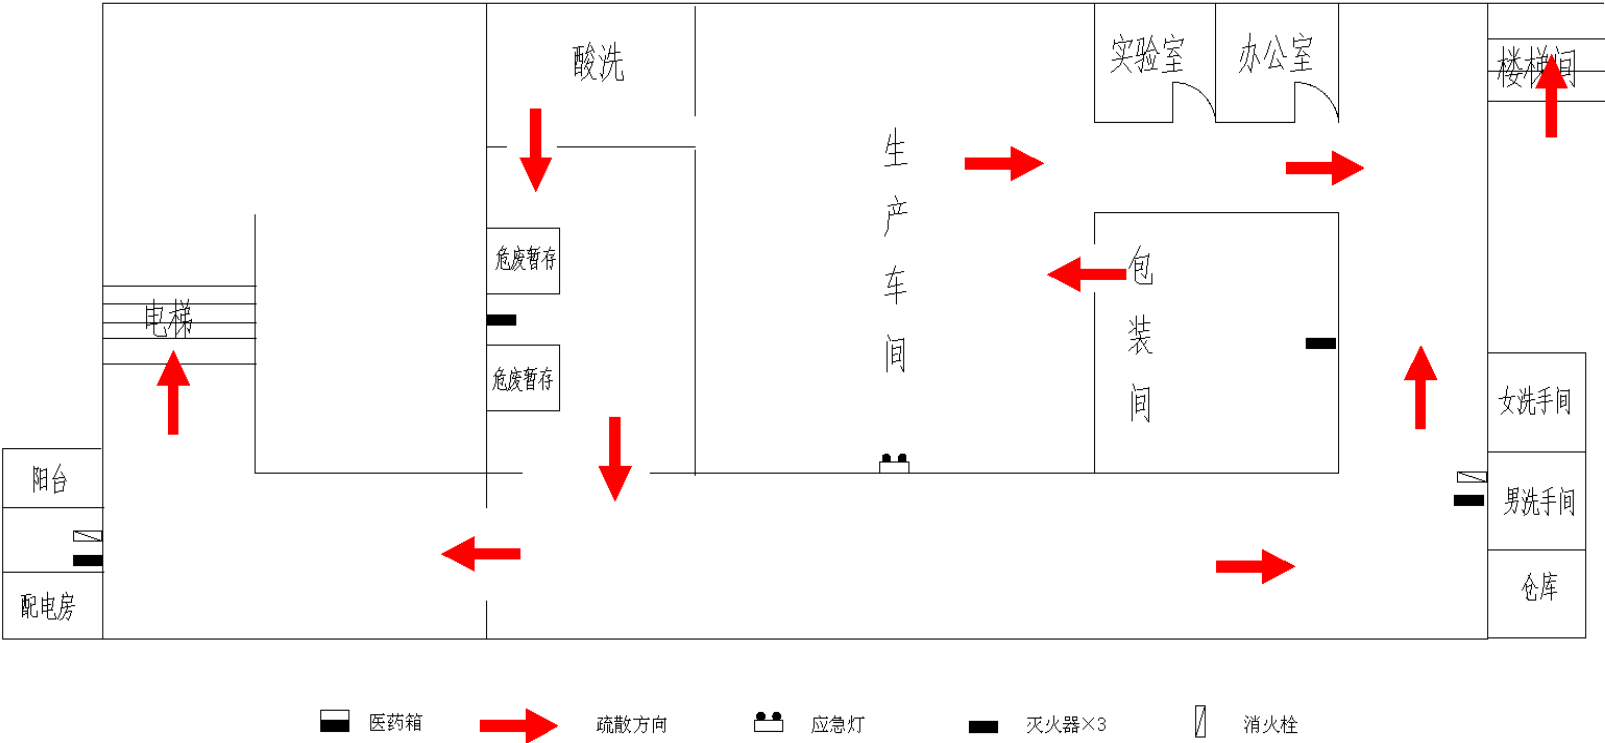 酸洗
实验室
办公室
楼梯间
生产车间
危废暂存
包装间
电梯
危废暂存
女洗手间
阳台
男洗手间
配电房
仓库
医药箱
疏散方向
应急灯
灭火器×3
消火栓